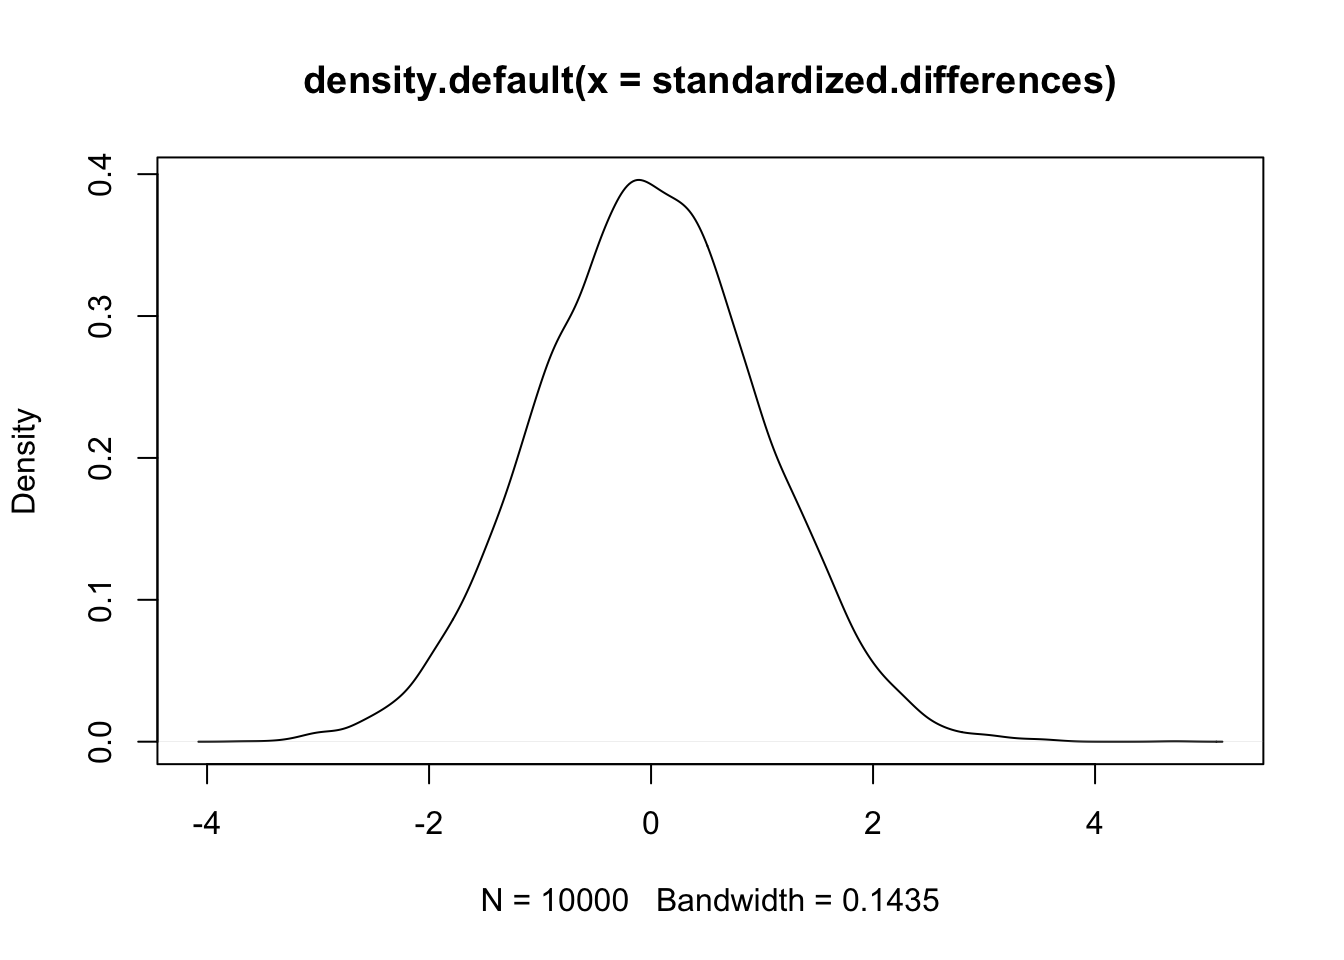 density.default(x = standardized.differences)
Density
0.4
0.3
0.2
0.1
0.0
-4 -2 0 2 4
N = 10000 Bandwidth = 0.1435